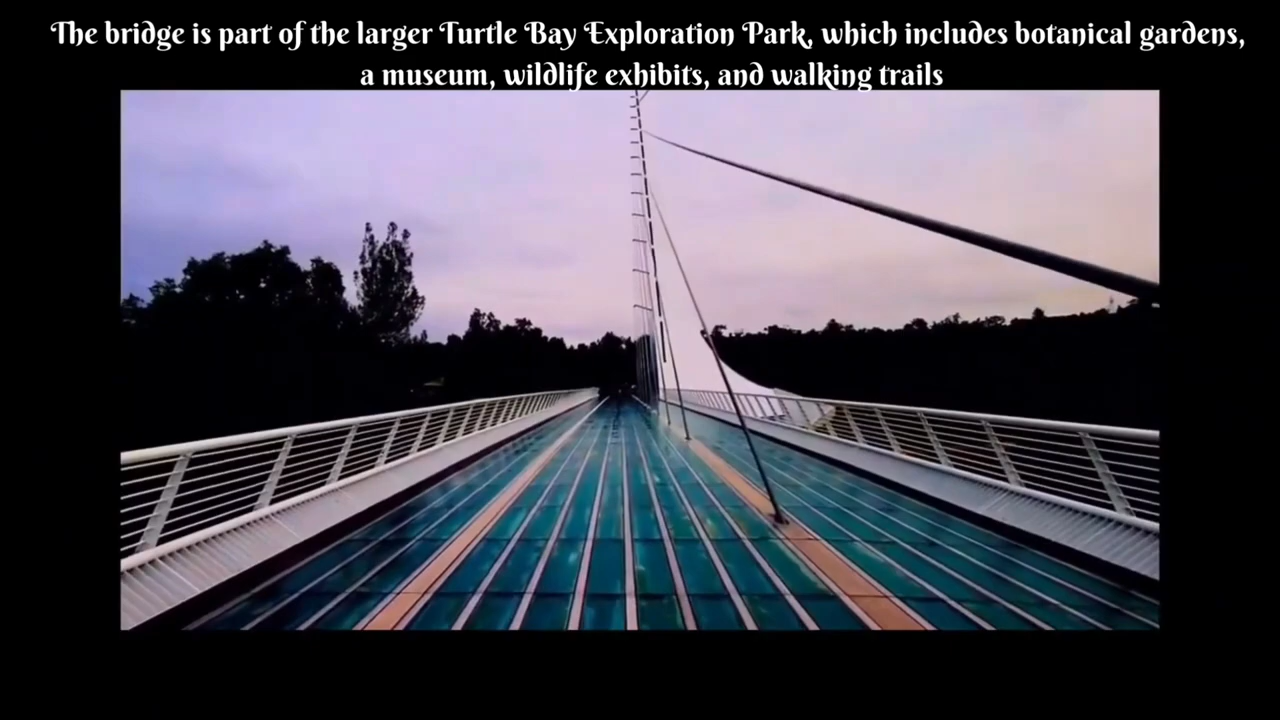 The bridge is part of the larger Turtle Bay Exploration Park, which includes botanical gardens,
a museum, wildlife exhibits, and walking trails